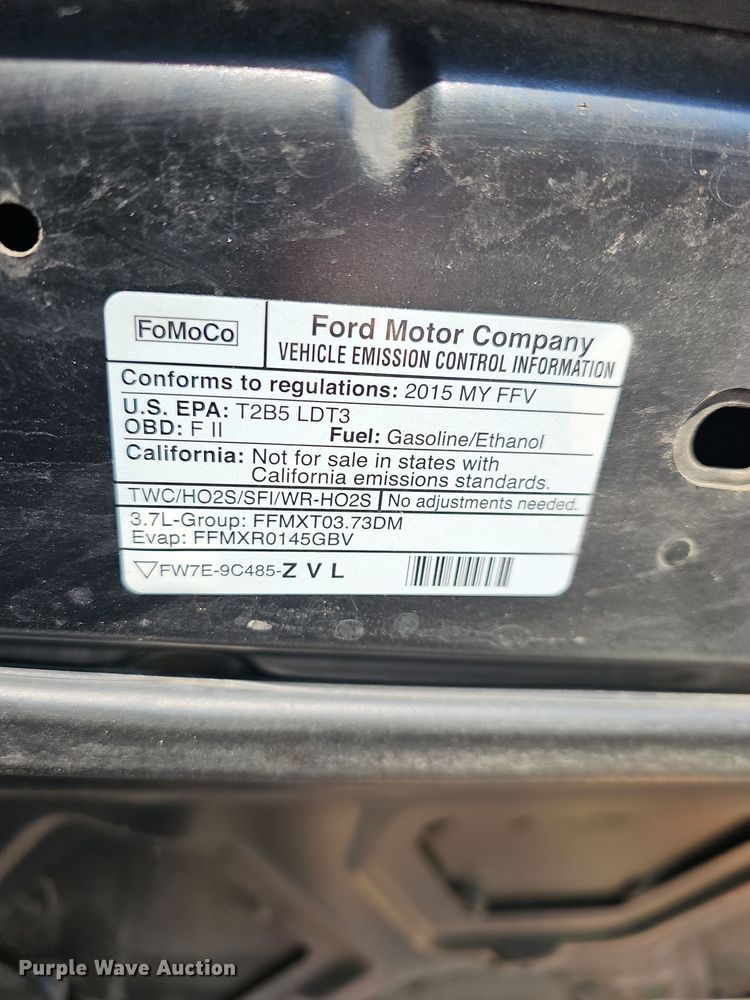 FoMoCo
Ford Motor Company
VEHICLE EMISSION CONTROL INFORMATION
Conforms to regulations: 2015 MY FFV
U.S. EPA: T2B5 LDT3
OBD: F II Fuel: Gasoline/Ethanol
California: Not for sale in states with
California emissions standards.
TWC/HO2S/SFI/WR-HO2S No adjustments needed.
3.7L-Group: FFMXT03.73DM
Evap: FFMXR0145GBV
FW7E-9C485-Z V L
Purple Wave Auction